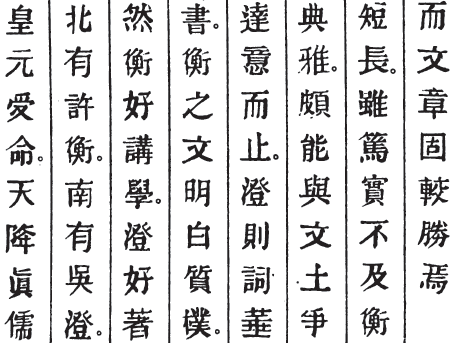 皇元愛命。天降眞儒
北有許衡。南有吳澄。
然衡好講學。澄好著
書。衡之文明白質樸。
達意而止。澄則詞華
典雅。頗能與文土爭
短長。雖篤實不及衡
而文章固較勝焉